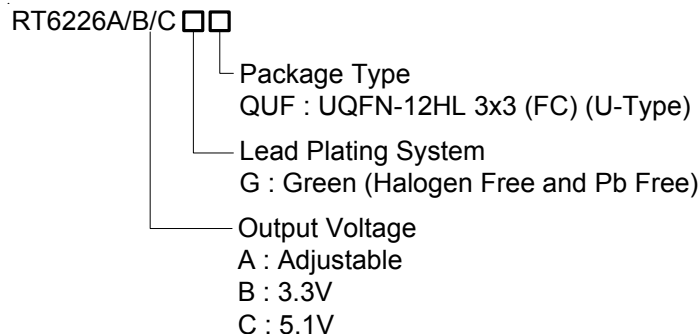 RT6226A/B/C □□
Package Type
QUF : UQFN-12HL 3x3 (FC) (U-Type)
Lead Plating System
G : Green (Halogen Free and Pb Free)
Output Voltage
A : Adjustable
B : 3.3V
C : 5.1V